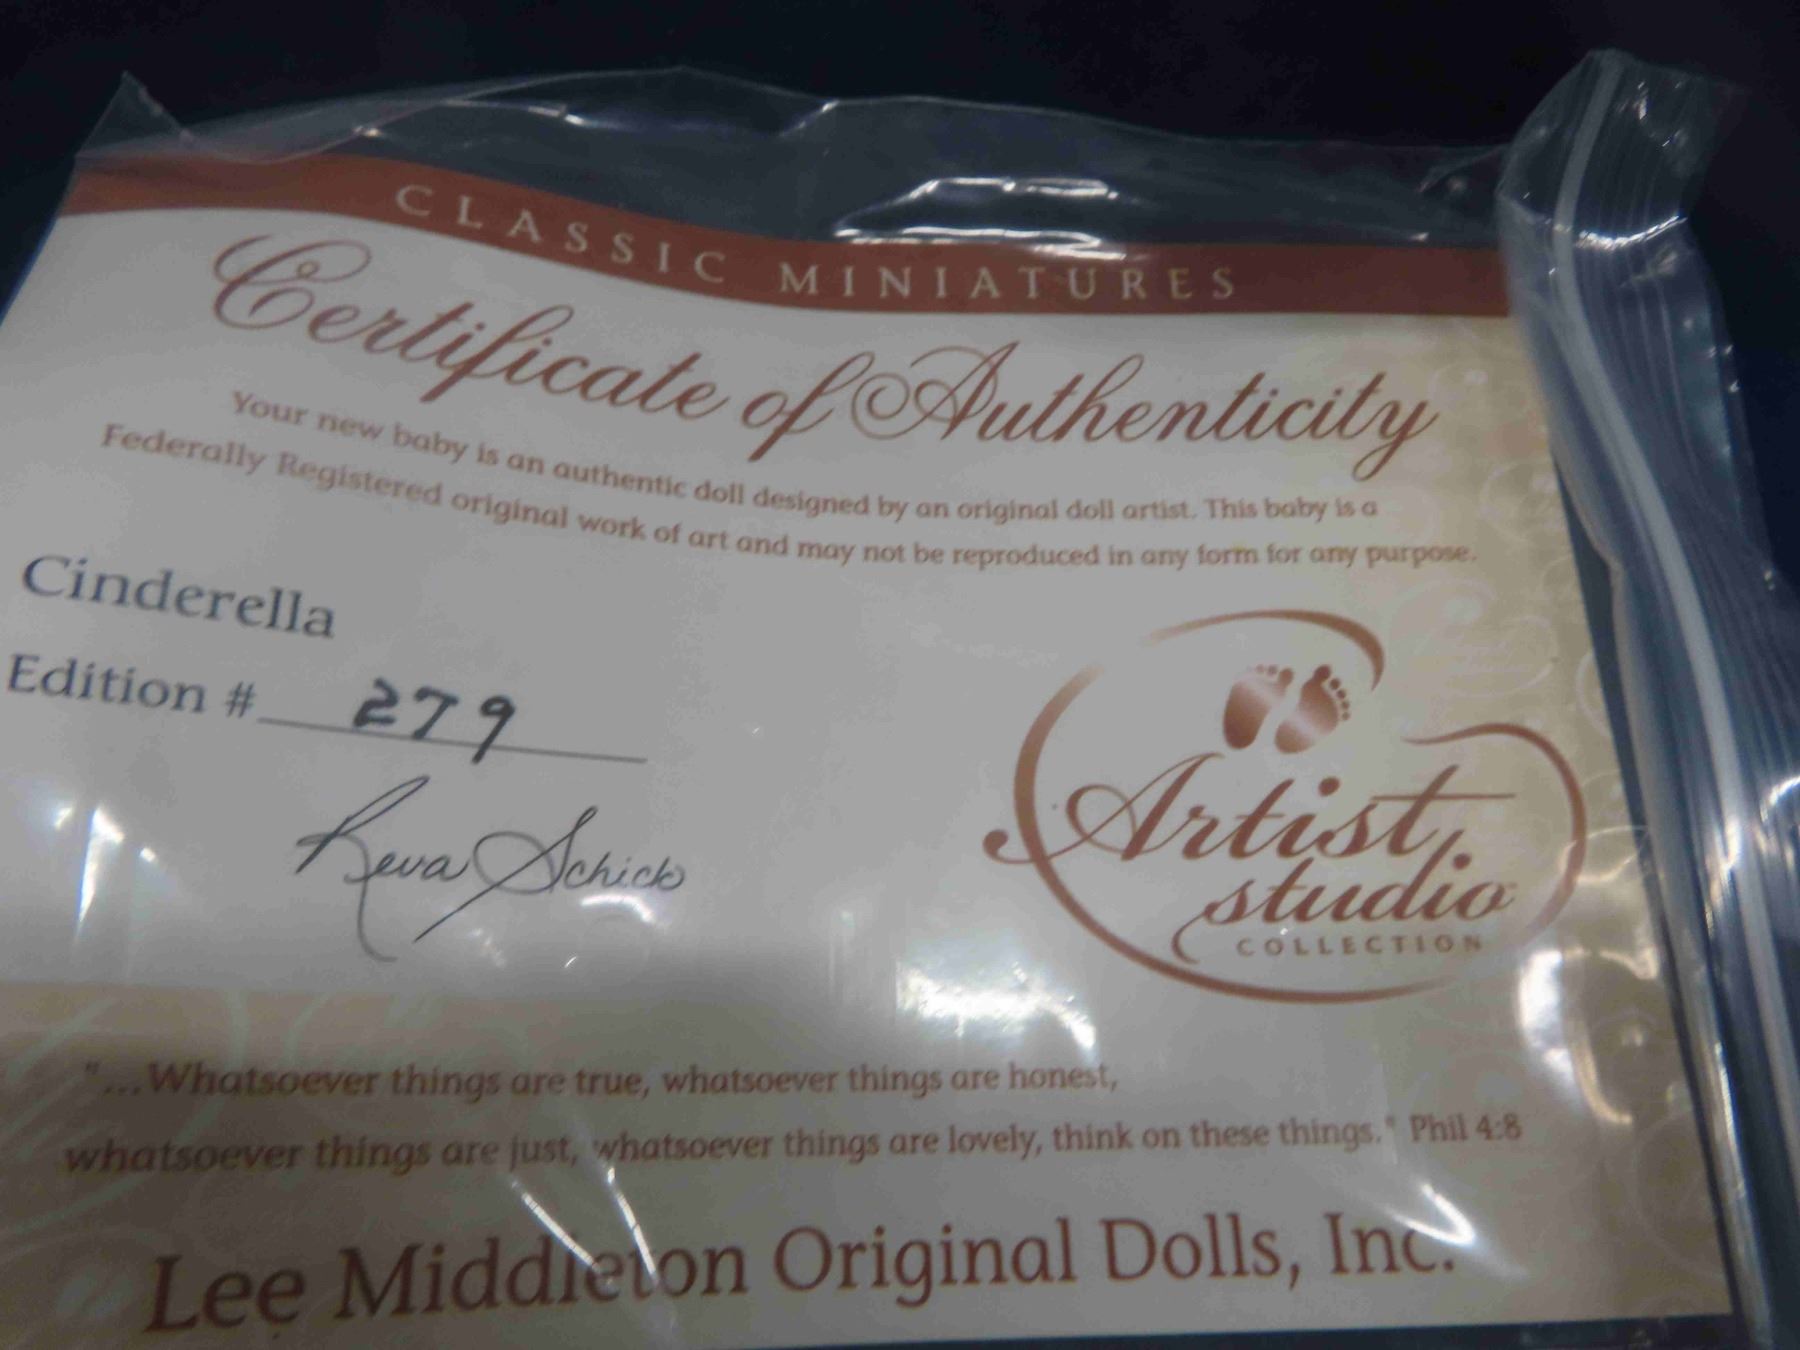 CLASSIC MINIATURES
Certificate of Authenticity
Your new baby is an authentic doll designed by an original doll artist. This baby is a
Federally Registered original work of art and may not be reproduced in any form for any purpose.
Cinderella
Edition # 279
Reva Schick
Artist
studio
COLLECTION
"...Whatsoever things are true, whatsoever things are honest,
whatsoever things are just, whatsoever things are lovely, think on these things." Phil 4:8
Lee Middleton Original Dolls, Inc.